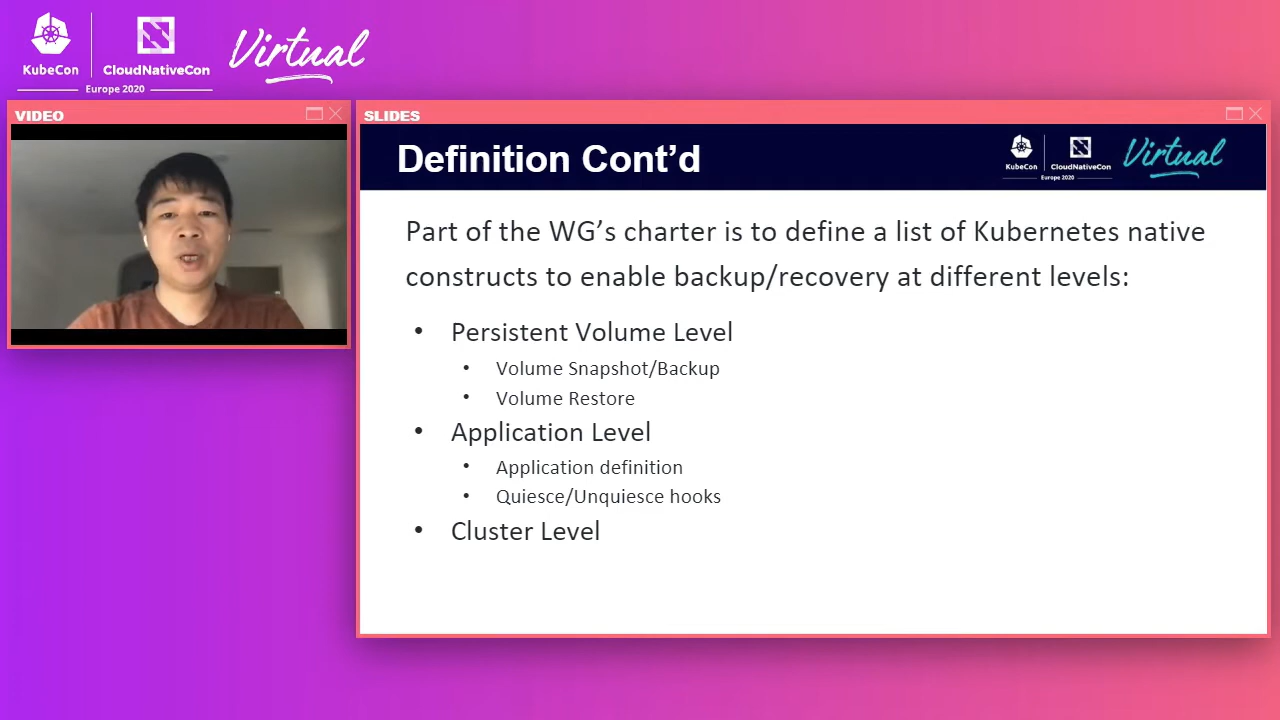 KubeCon
CloudNativeCon
Europe 2020
Virtual
VIDEO
SLIDES
Definition Cont’d
KubeCon
CloudNativeCon
Europe 2020
Virtual
Part of the WG’s charter is to define a list of Kubernetes native
constructs to enable backup/recovery at different levels:
• Persistent Volume Level
• Volume Snapshot/Backup
• Volume Restore
• Application Level
• Application definition
• Quiesce/Unquiesce hooks
• Cluster Level